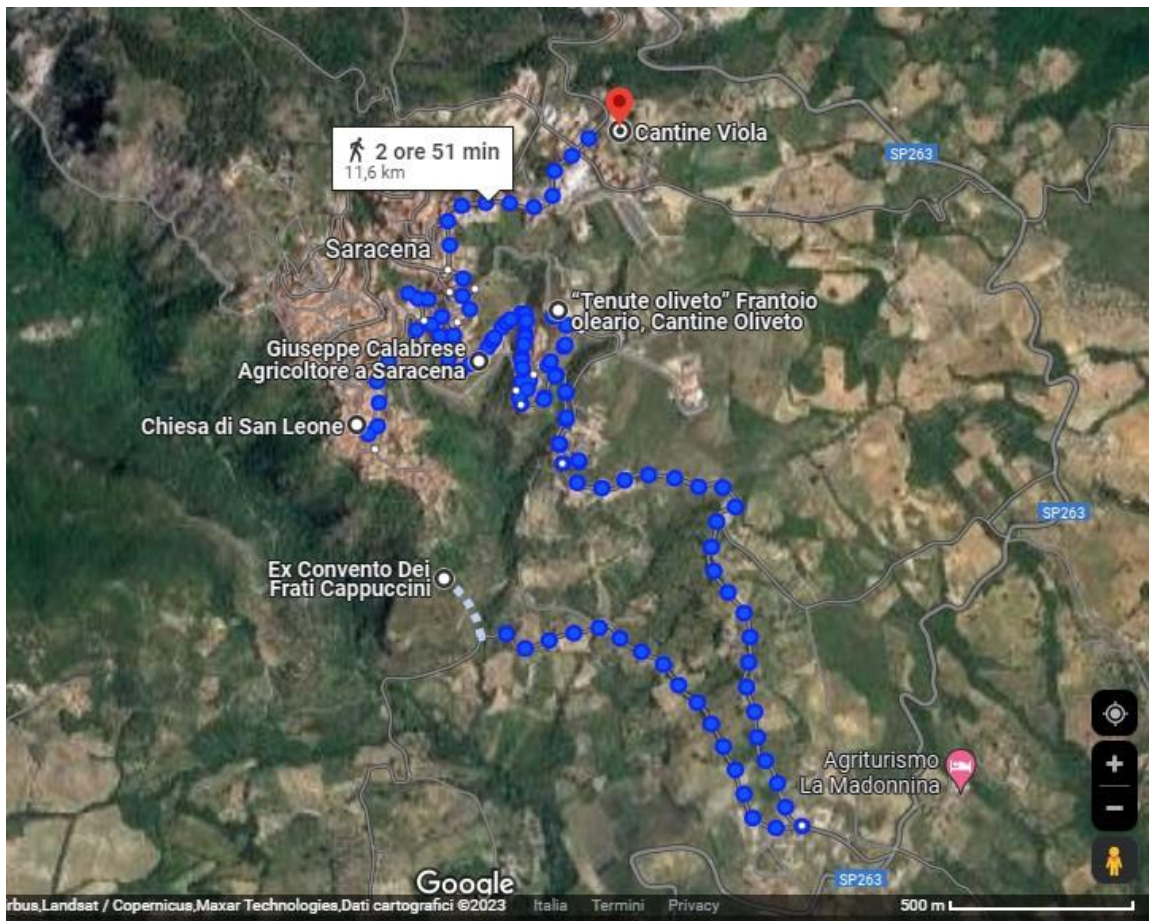 Cantine Viola
SP263
2 ore 51 min
11,6 km
Saracena
“Tenute oliveto” Frantoio
oleario, Cantine Oliveto
Giuseppe Calabrese
Agricoltore a Saracena
Chiesa di San Leone
SP263
Ex Convento Dei
Frati Cappuccini
Agriturismo
La Madonnina
SP263
Google
rbus,Landsat / Copernicus,Maxar Technologies,Dati cartografici ©2023 Italia Termini Privacy 500 m